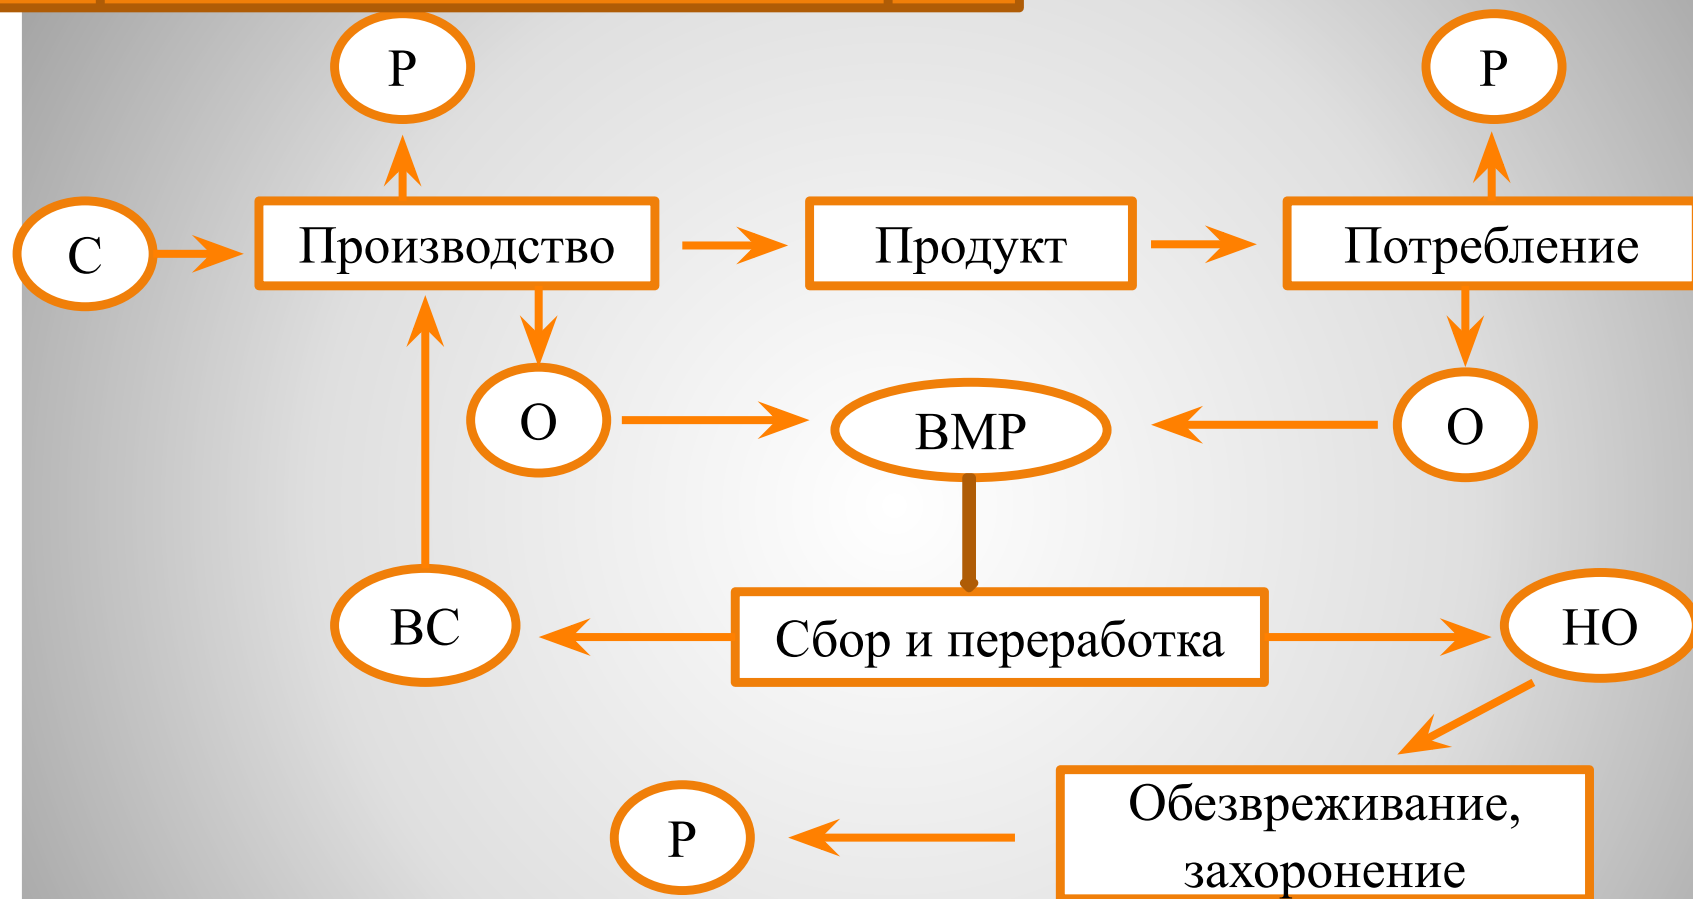 Р
Р
С
Производство
Продукт
Потребление
О
ВМР
О
ВС
Сбор и переработка
НО
Р
Обезвреживание,
захоронение